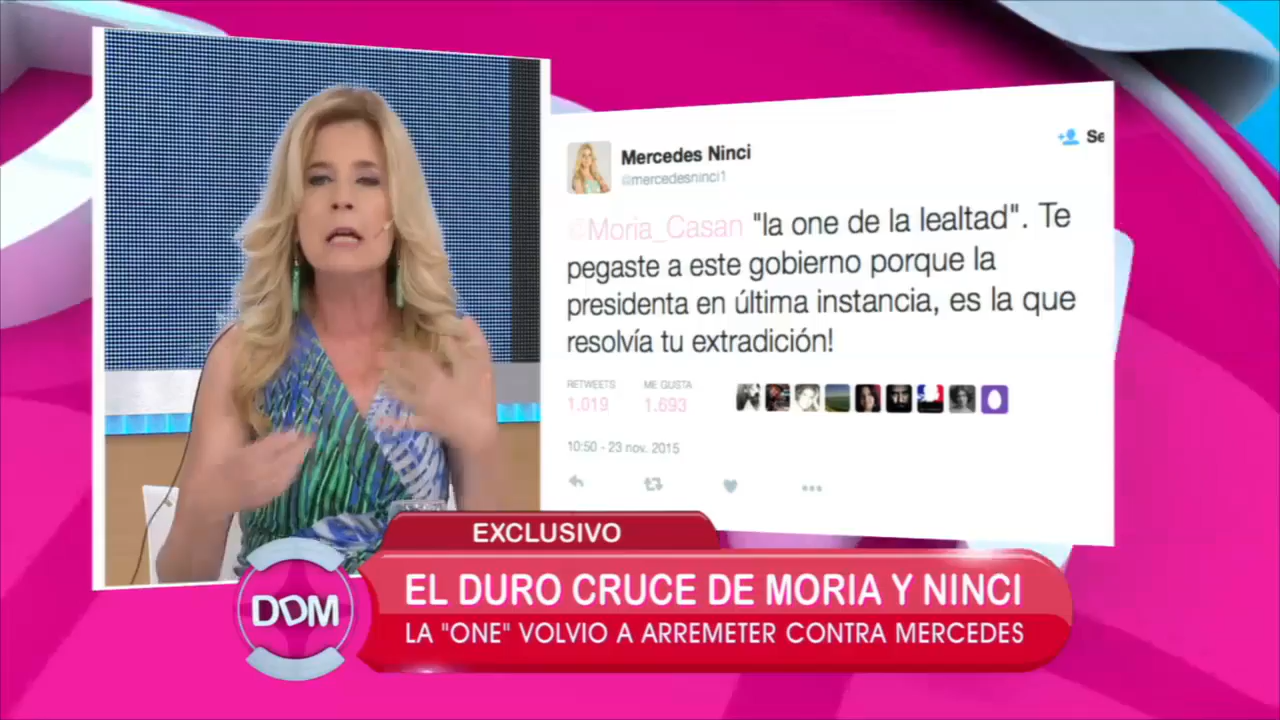 Mercedes Ninci
@mercedesninci1
Se
@Moria_Casan "la one de la lealtad". Te
pegaste a este gobierno porque la
presidenta en última instancia, es la que
resolvía tu extradición!
RETWEETS
ME GUSTA
1.019
1.693
10:50 - 23 nov. 2015
EXCLUSIVO
EL DURO CRUCE DE MORIA Y NINCI
DDM
LA "ONE" VOLVIO A ARREMETER CONTRA MERCEDES